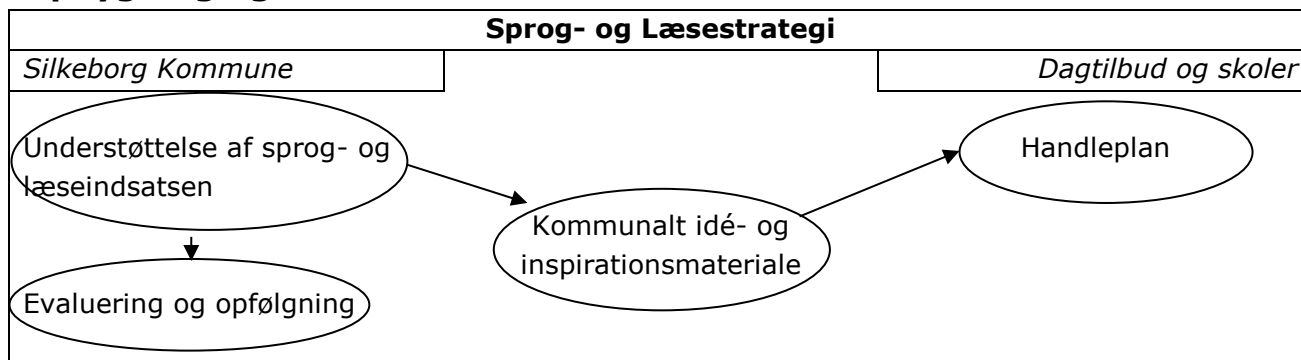 Sprog- og Læsestrategi
Silkeborg Kommune
Dagtilbud og skoler
Understøttelse af sprog- og
læseindsatsen
Handleplan
Kommunalt idé- og
inspirationsmateriale
Evaluering og opfølgning